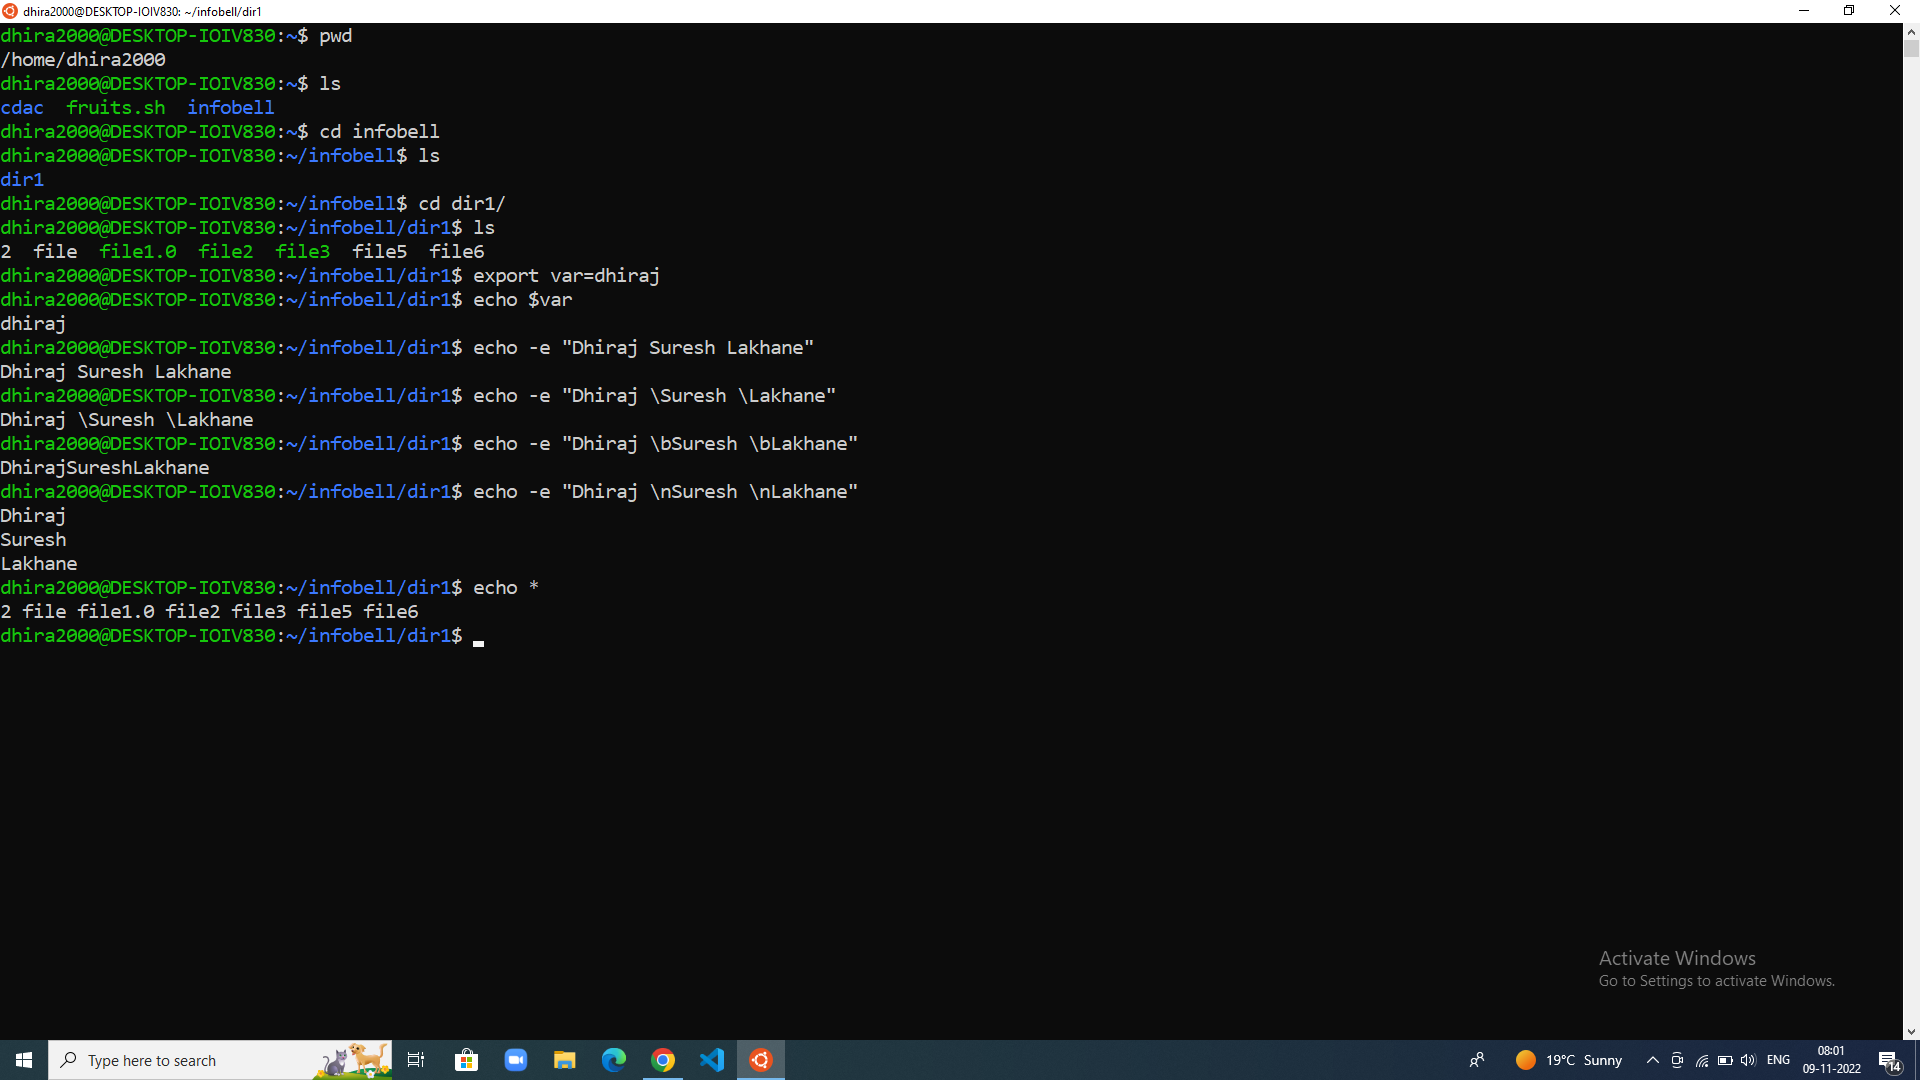 dhira2000@DESKTOP-IOIV830: ~/infobell/dir1
dhira2000@DESKTOP-IOIV830:~$ pwd
/home/dhira2000
dhira2000@DESKTOP-IOIV830:~$ ls
cdac  fruits.sh  infobell
dhira2000@DESKTOP-IOIV830:~$ cd infobell
dhira2000@DESKTOP-IOIV830:~/infobell$ ls
dir1
dhira2000@DESKTOP-IOIV830:~/infobell$ cd dir1/
dhira2000@DESKTOP-IOIV830:~/infobell/dir1$ ls
2  file  file1.0  file2  file3  file5  file6
dhira2000@DESKTOP-IOIV830:~/infobell/dir1$ export var=dhiraj
dhira2000@DESKTOP-IOIV830:~/infobell/dir1$ echo $var
dhiraj
dhira2000@DESKTOP-IOIV830:~/infobell/dir1$ echo -e "Dhiraj Suresh Lakhane"
Dhiraj Suresh Lakhane
dhira2000@DESKTOP-IOIV830:~/infobell/dir1$ echo -e "Dhiraj \Suresh \Lakhane"
Dhiraj \Suresh \Lakhane
dhira2000@DESKTOP-IOIV830:~/infobell/dir1$ echo -e "Dhiraj \bSuresh \bLakhane"
DhirajSureshLakhane
dhira2000@DESKTOP-IOIV830:~/infobell/dir1$ echo -e "Dhiraj \nSuresh \nLakhane"
Dhiraj
Suresh
Lakhane
dhira2000@DESKTOP-IOIV830:~/infobell/dir1$ echo *
2 file file1.0 file2 file3 file5 file6
dhira2000@DESKTOP-IOIV830:~/infobell/dir1$
Activate Windows
Go to Settings to activate Windows.
Type here to search
19°C Sunny
ENG
08:01
09-11-2022
14